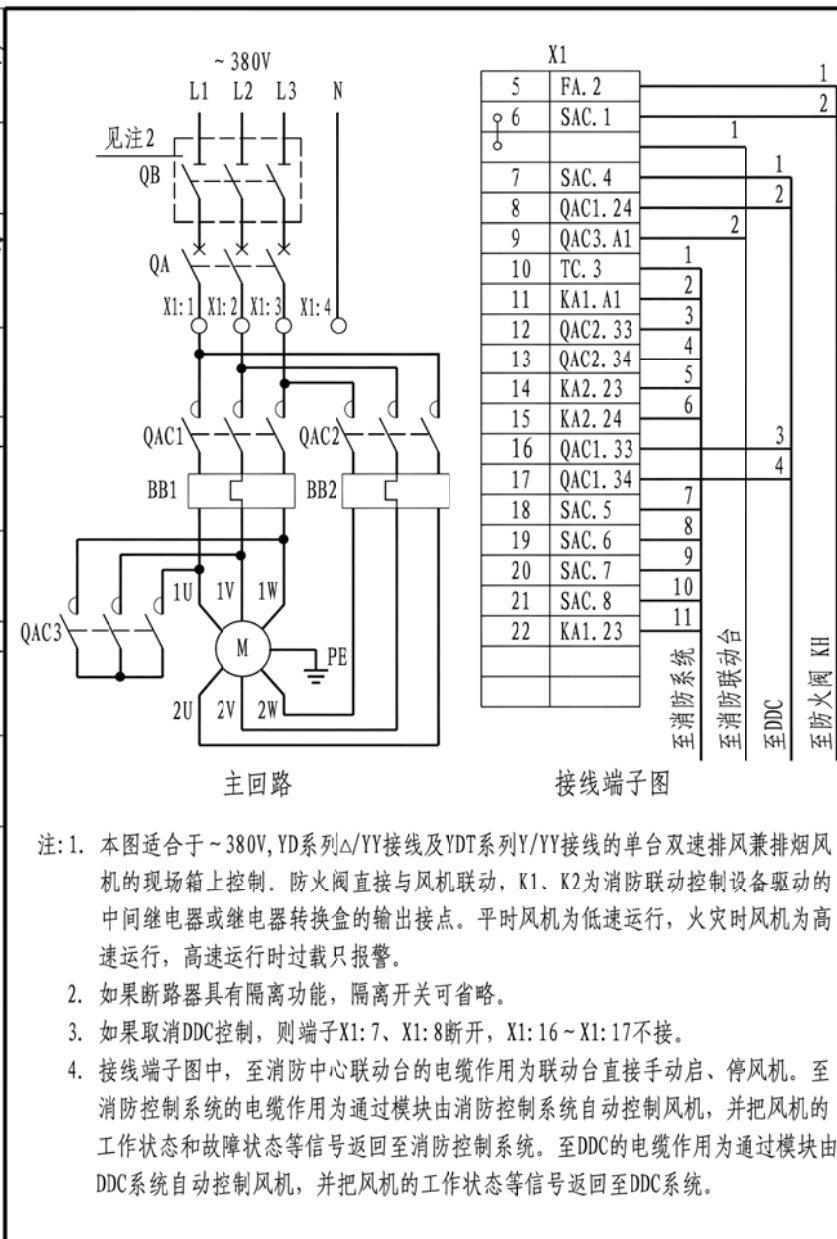 ~380V
L1 L2 L3 N
见注2
QB
QA
X1:1 X1:2 X1:3 X1:4
QAC1 QAC2
BB1 BB2
1U 1V 1W
QAC3
M
PE
2U 2V 2W
主回路
X1
5 FA.2 1
6 SAC.1 2
1
7 SAC.4 1
8 QAC1.24 2
9 QAC3.A1 2
10 TC.3 1
11 KA1.A1 2
12 QAC2.33 3
13 QAC2.34 4
14 KA2.23 5
15 KA2.24 6
16 QAC1.33 3
17 QAC1.34 4
18 SAC.5 7
19 SAC.6 8
20 SAC.7 9
21 SAC.8 10
22 KA1.23 11
至消防系统
至消防联动台
至DDC
至防火阀 KH
接线端子图
注:1. 本图适合于~380V,YD系列△/YY接线及YDT系列Y/YY接线的单台双速排风兼排烟风
机的现场箱上控制. 防火阀直接与风机联动, K1、K2为消防联动控制设备驱动的
中间继电器或继电器转换盒的输出接点。平时风机为低速运行, 火灾时风机为高
速运行, 高速运行时过载只报警。
2. 如果断路器具有隔离功能, 隔离开关可省略。
3. 如果取消DDC控制, 则端子X1:7、X1:8断开, X1:16~X1:17不接。
4. 接线端子图中, 至消防中心联动台的电缆作用为联动台直接手动启、停风机。至
消防控制系统的电缆作用为通过模块由消防控制系统自动控制风机, 并把风机的
工作状态和故障状态等信号返回至消防控制系统。至DDC的电缆作用为通过模块由
DDC系统自动控制风机, 并把风机的工作状态等信号返回至DDC系统。